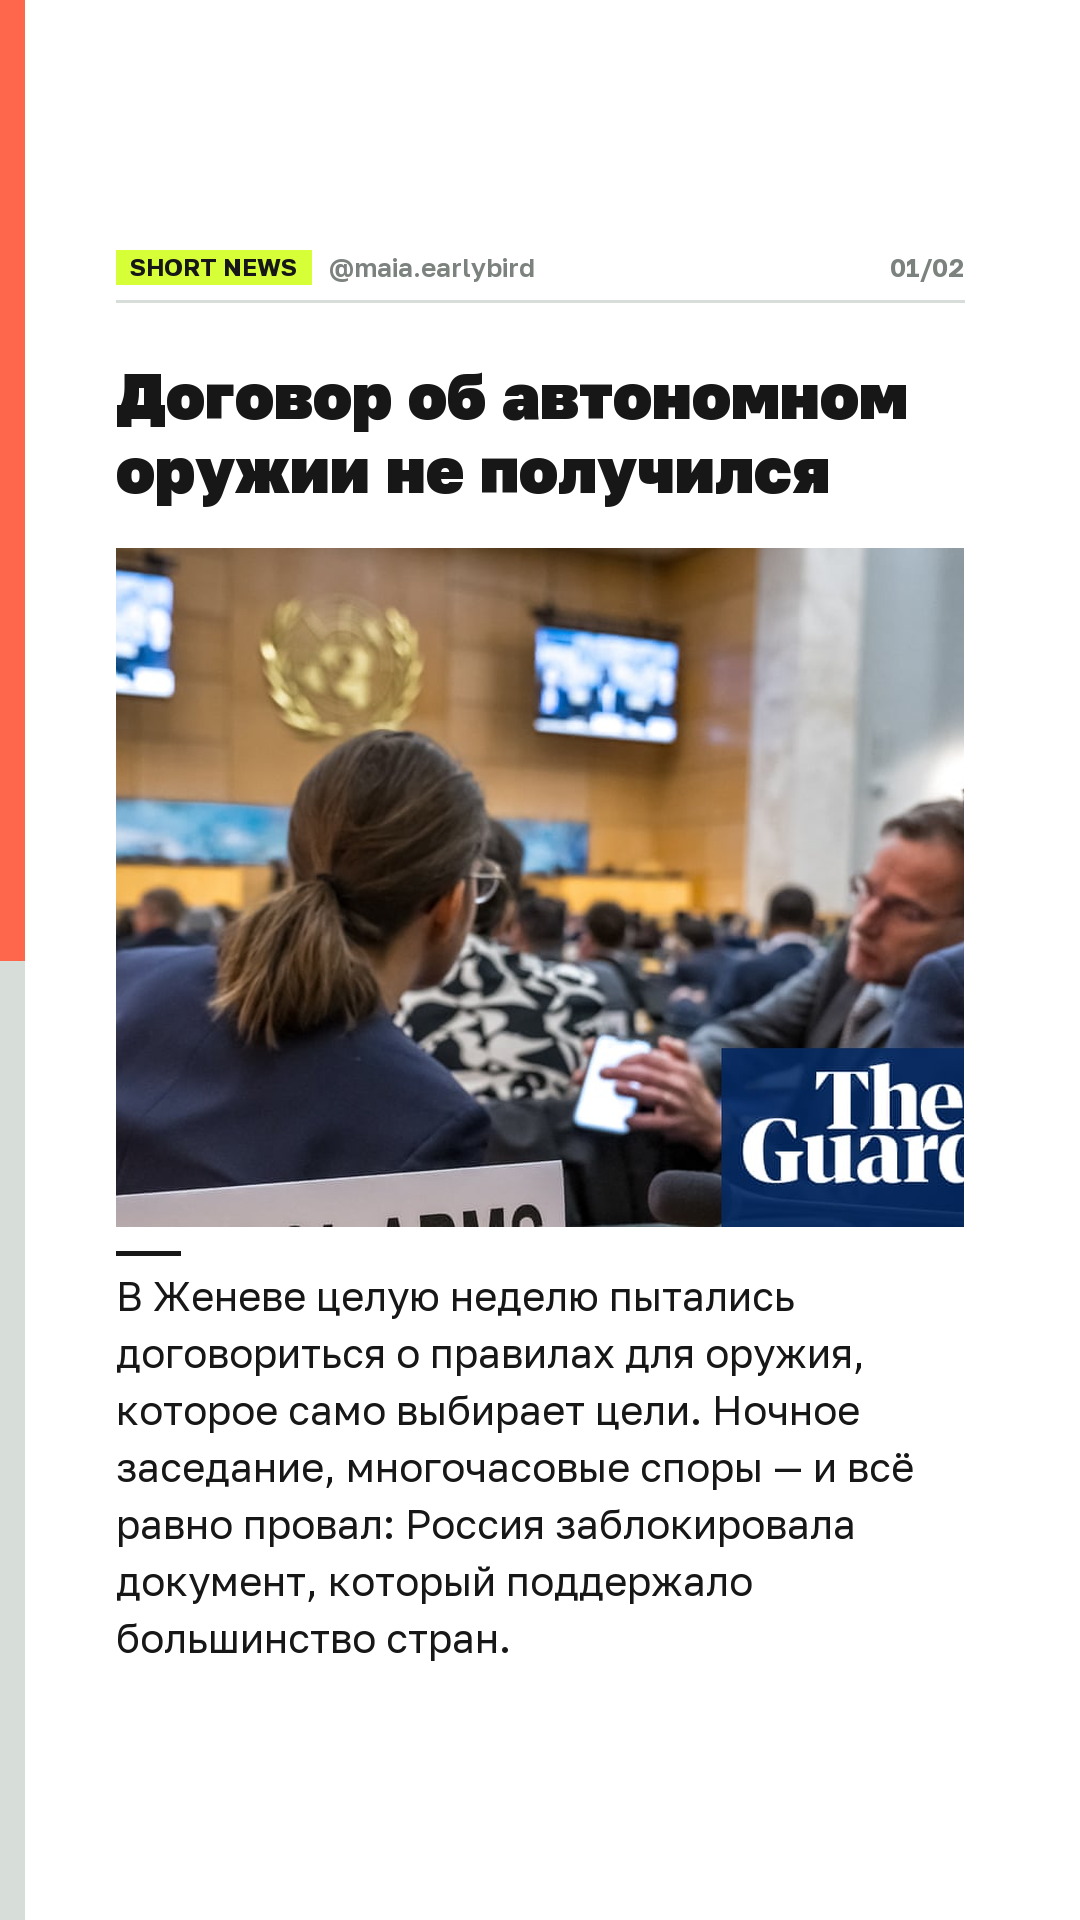 SHORT NEWS @maia.earlybird 01/02
Договор об автономном
оружии не получился
The
Guard
В Женеве целую неделю пытались
договориться о правилах для оружия,
которое само выбирает цели. Ночное
заседание, многочасовые споры — и всё
равно провал: Россия заблокировала
документ, который поддержало
большинство стран.